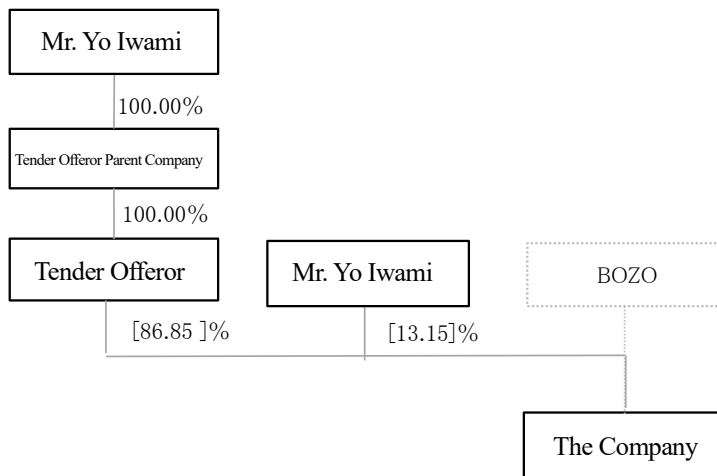 Mr. Yo Iwami
100.00%
Tender Offeror Parent Company
100.00%
Tender Offeror
Mr. Yo Iwami
BOZO
[86.85 ]%
[13.15]%
The Company